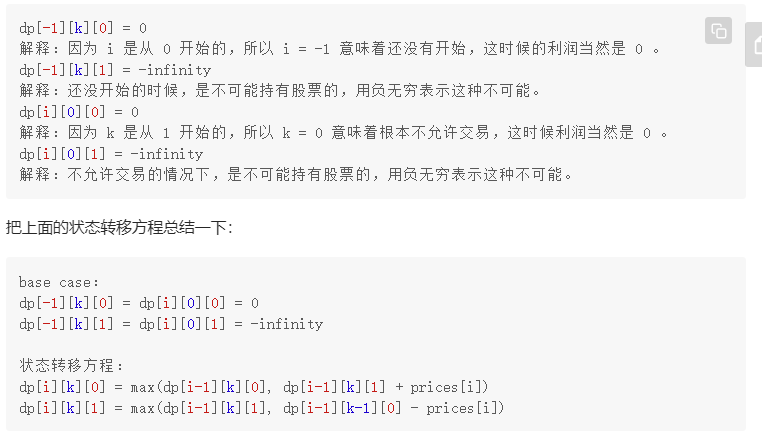 dp[-1][k][0] = 0
解释：因为 i 是从 0 开始的，所以 i = -1 意味着还没有开始，这时候的利润当然是 0 。
dp[-1][k][1] = -infinity
解释：还没开始的时候，是不可能持有股票的，用负无穷表示这种不可能。
dp[i][0][0] = 0
解释：因为 k 是从 1 开始的，所以 k = 0 意味着根本不允许交易，这时候利润当然是 0 。
dp[i][0][1] = -infinity
解释：不允许交易的情况下，是不可能持有股票的，用负无穷表示这种不可能。
把上面的状态转移方程总结一下：
base case：
dp[-1][k][0] = dp[i][0][0] = 0
dp[-1][k][1] = dp[i][0][1] = -infinity
状态转移方程：
dp[i][k][0] = max(dp[i-1][k][0], dp[i-1][k][1] + prices[i])
dp[i][k][1] = max(dp[i-1][k][1], dp[i-1][k-1][0] - prices[i])